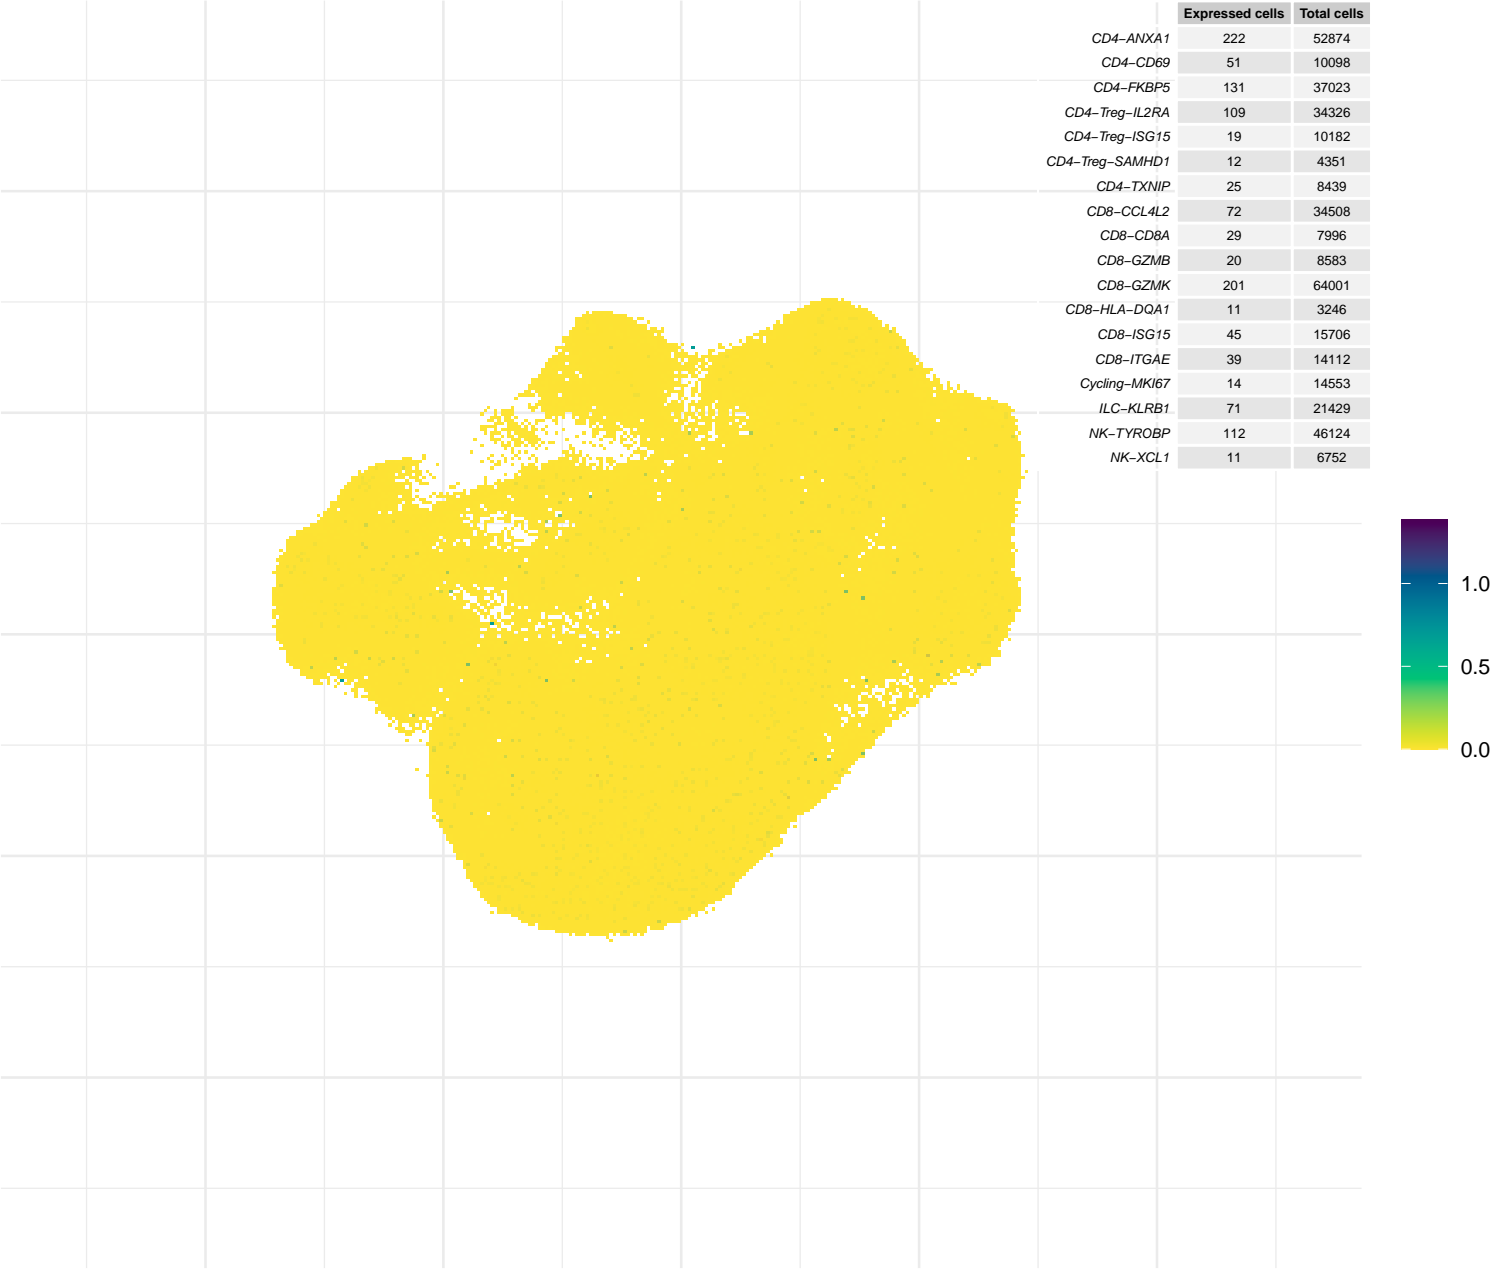 Expressed cells Total cells
CD4−ANXA1 222 52874
CD4−CD69 51 10098
CD4−FKBP5 131 37023
CD4−Treg−IL2RA 109 34326
CD4−Treg−ISG15 19 10182
CD4−Treg−SAMHD1 12 4351
CD4−TXNIP 25 8439
CD8−CCL4L2 72 34508
CD8−CD8A 29 7996
CD8−GZMB 20 8583
CD8−GZMK 201 64001
CD8−HLA−DQA1 11 3246
CD8−ISG15 45 15706
CD8−ITGAE 39 14112
Cycling−MKI67 14 14553
ILC−KLRB1 71 21429
NK−TYROBP 112 46124
NK−XCL1 11 6752
1.0
0.5
0.0